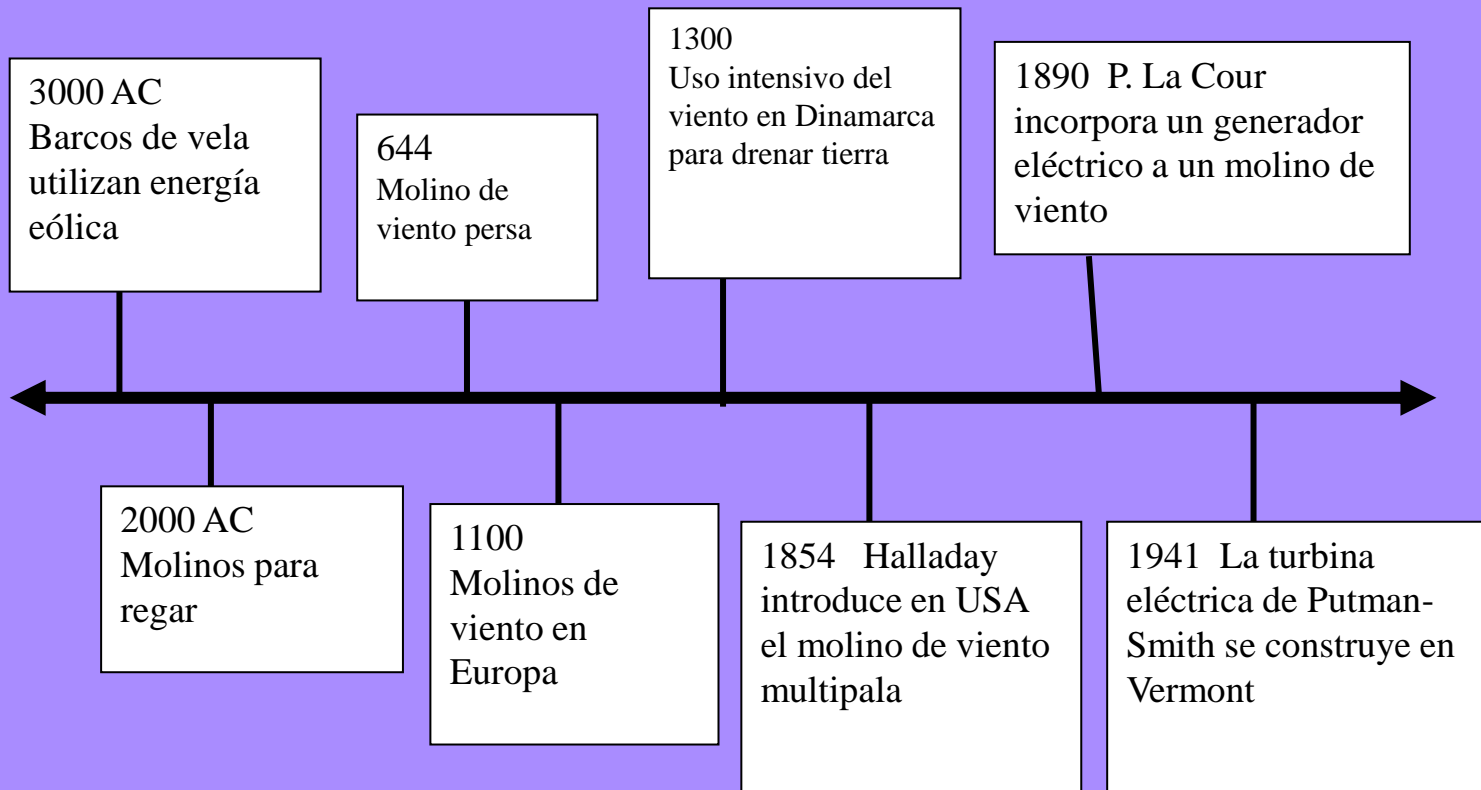 3000 AC
Barcos de vela
utilizan energía
eólica
644
Molino de
viento persa
1300
Uso intensivo del
viento en Dinamarca
para drenar tierra
1890 P. La Cour
incorpora un generador
eléctrico a un molino de
viento
2000 AC
Molinos para
regar
1100
Molinos de
viento en
Europa
1854 Halladay
introduce en USA
el molino de viento
multipala
1941 La turbina
eléctrica de Putman-
Smith se construye en
Vermont